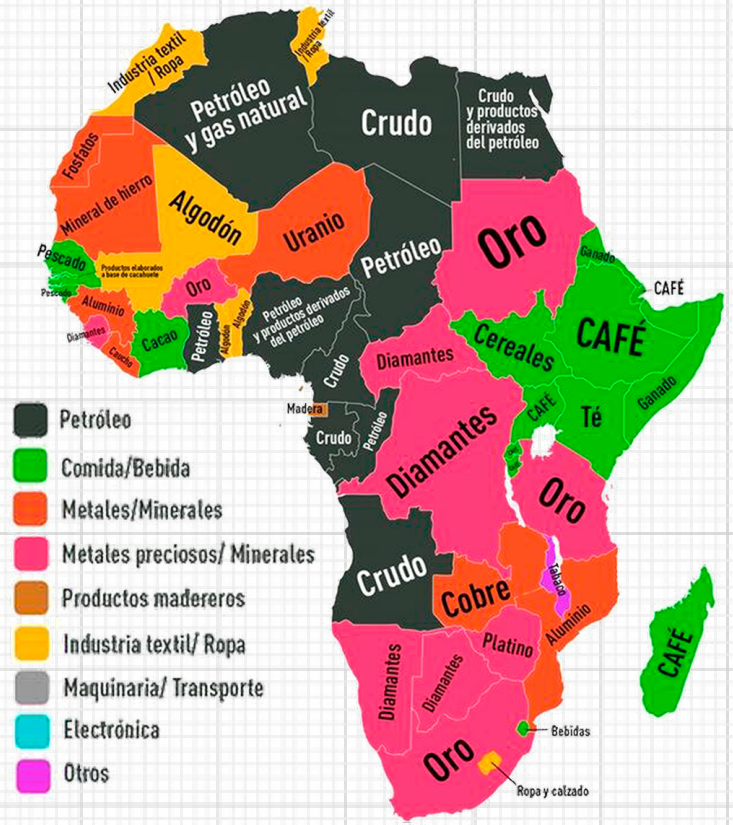 Industria textil
/ Ropa
Industria textil
/ Ropa
Petróleo
y gas natural
Crudo
Crudo
y productos
derivados
del petróleo
Fosfatos
Mineral de hierro
Algodón
Uranio
Petróleo
Oro
Pescado
Productos elaborados
a base de cacahuete
Oro
Ganado
Pescado
Aluminio
CAFÉ
Diamantes
Caucho
Cacao
Petróleo
Algodón
Algodón
Petróleo
y productos derivados
del petróleo
Crudo
Diamantes
Cereales
CAFÉ
Ganado
Madera
Crudo
Petróleo
Diamantes
CAFÉ
Té
Oro
Crudo
Cobre
Tabaco
Aluminio
Diamantes
Diamantes
Platino
CAFÉ
Oro
Bebidas
Ropa y calzado
Petróleo
Comida/Bebida
Metales/Minerales
Metales preciosos/ Minerales
Productos madereros
Industria textil/ Ropa
Maquinaria/ Transporte
Electrónica
Otros